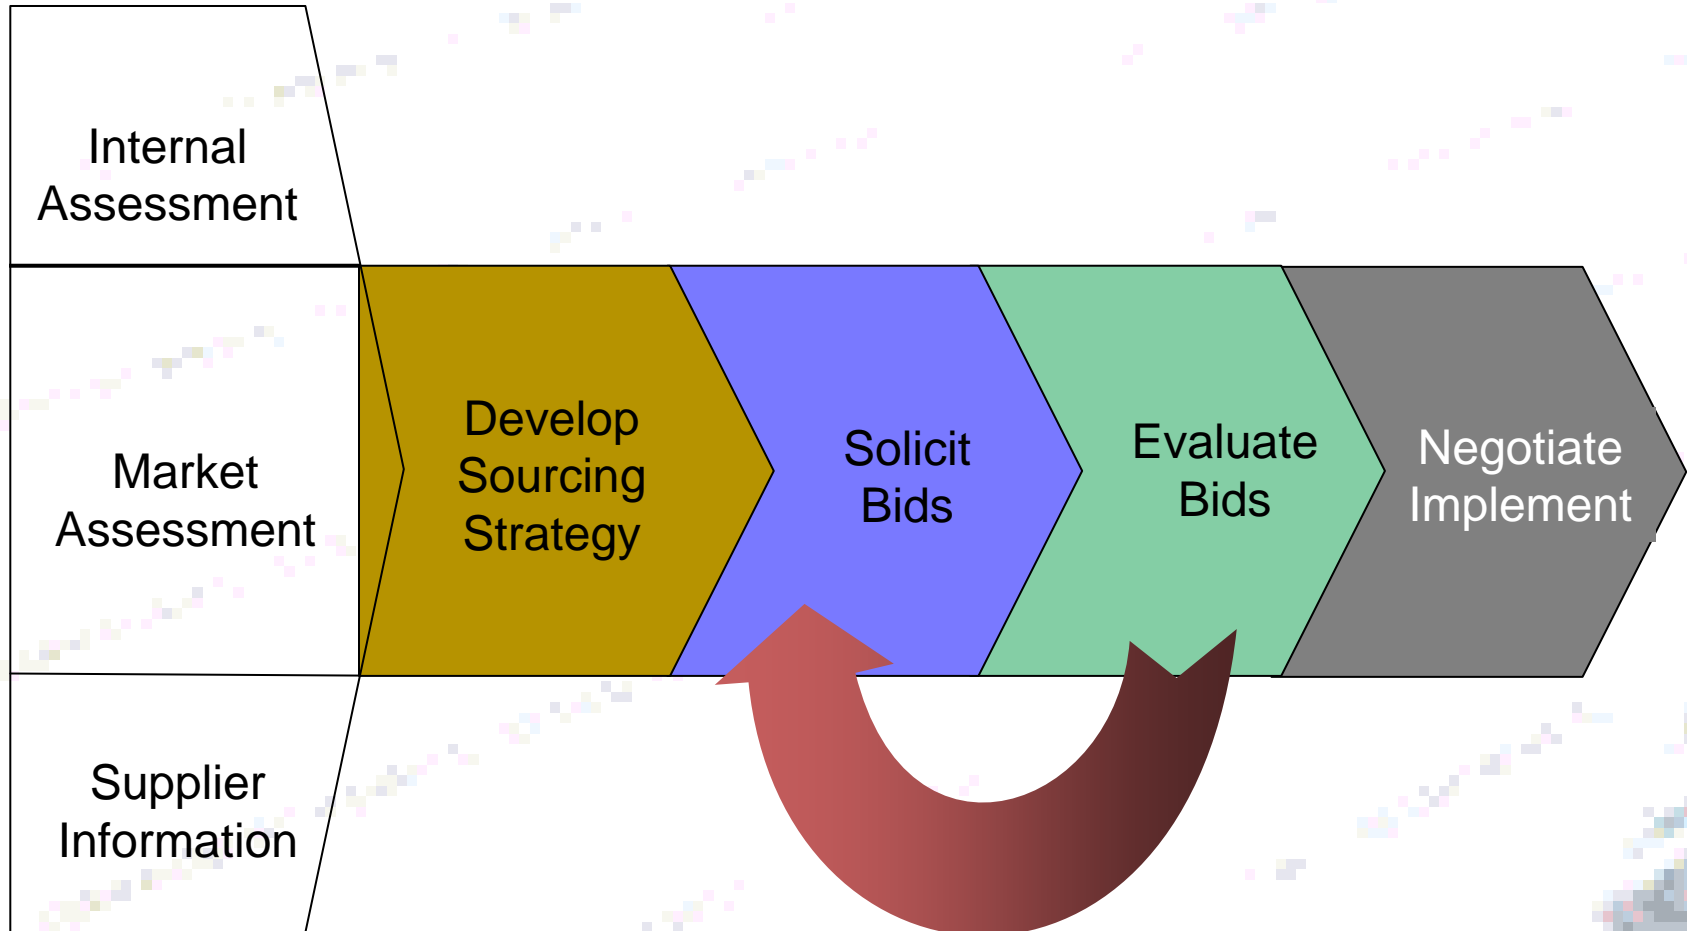 Internal
Assessment
Market
Assessment
Supplier
Information
Develop
Sourcing
Strategy
Solicit
Bids
Evaluate
Bids
Negotiate
Implement